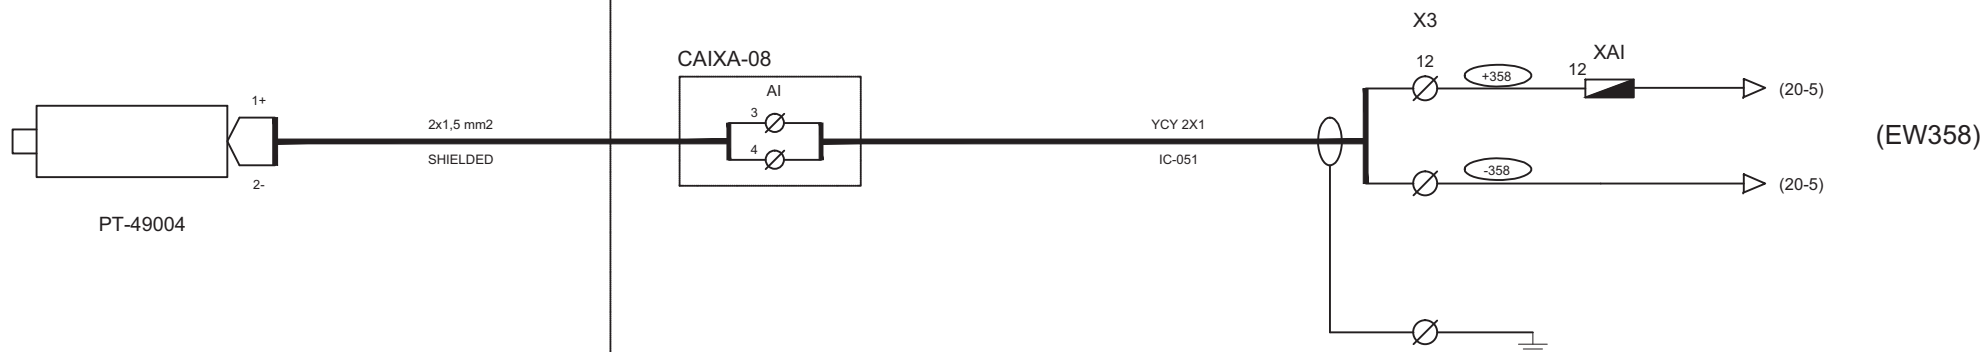 X3
CAIXA-08
XAI
12
12
+358
(20-5)
AI
1+
3
2x1,5 mm2
YCY 2X1
(EW358)
4
SHIELDED
IC-051
-358
2-
(20-5)
PT-49004